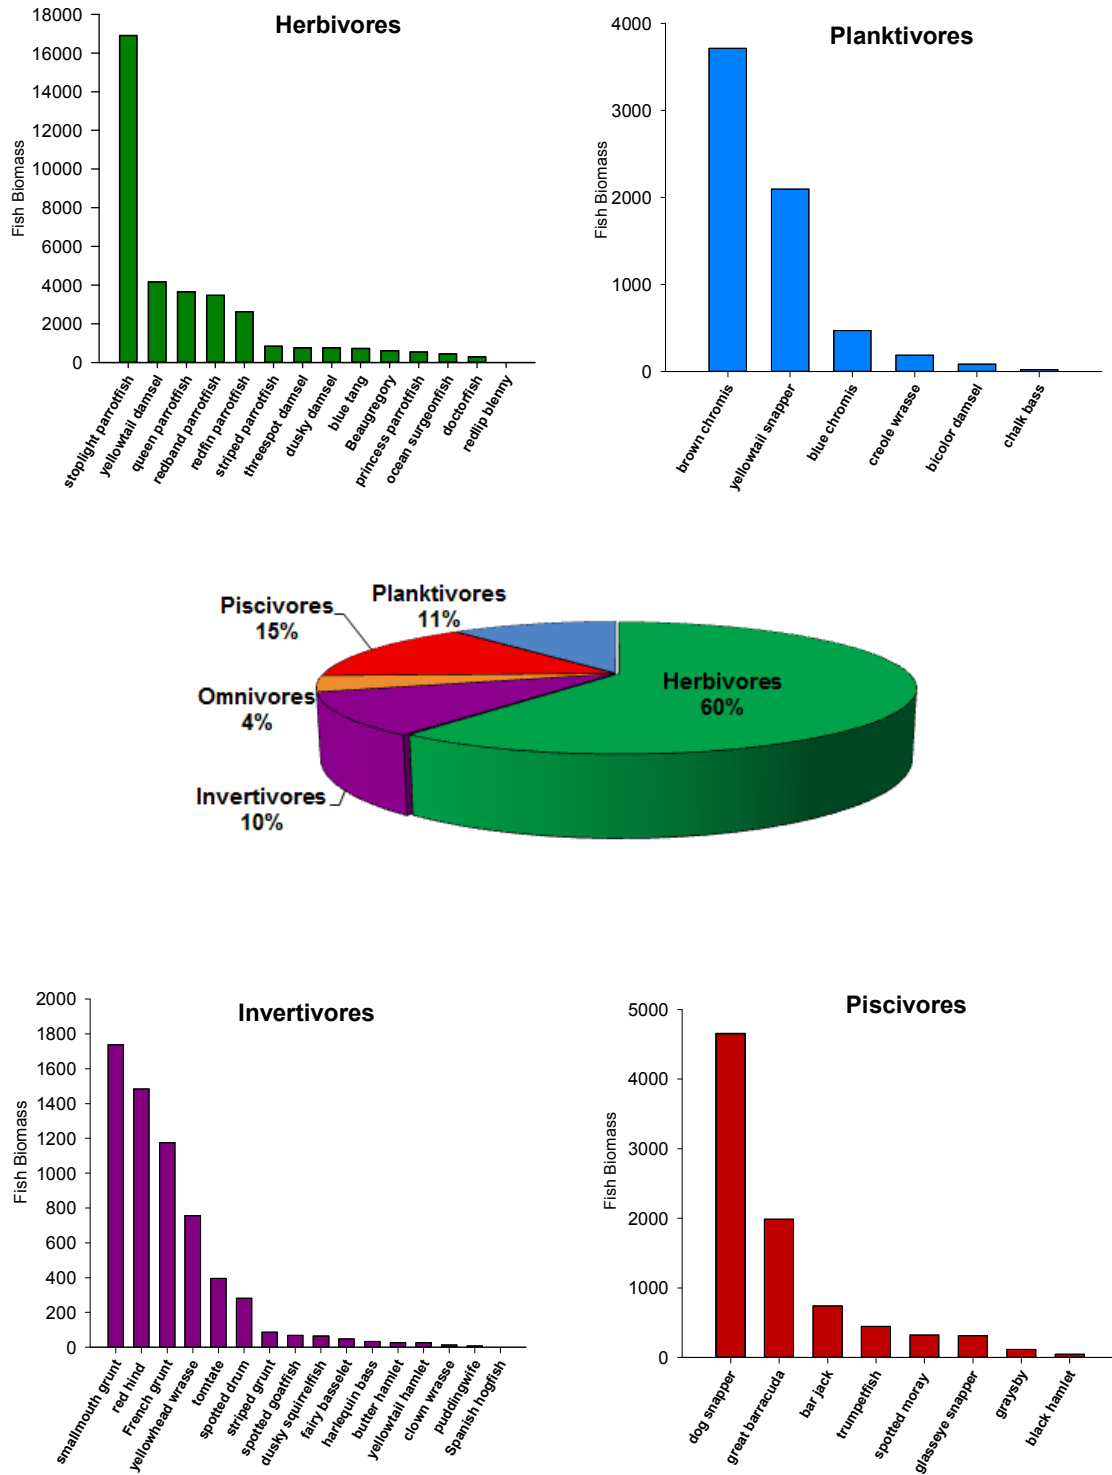 Herbivores
Fish Biomass
18000
16000
14000
12000
10000
8000
6000
4000
2000
0
stoplight parrotfish
yellowtail damsel
queen parrotfish
redband parrotfish
redfin parrotfish
striped parrotfish
threespot damsel
dusky damsel
blue tang
Beaugregory
princess parrotfish
ocean surgeonfish
doctorfish
redlip blenny
Planktivores
Fish Biomass
4000
3000
2000
1000
0
brown chromis
yellowtail snapper
blue chromis
creole wrasse
bicolor damsel
chalk bass
Planktivores
11%
Piscivores
15%
Herbivores
60%
Omnivores
4%
Invertivores
10%
Invertivores
Fish Biomass
2000
1800
1600
1400
1200
1000
800
600
400
200
0
smallmouth grunt
red hind
French grunt
yellowhead wrasse
tomtate
spotted drum
striped grunt
spotted goatfish
dusky squirrelfish
fairy basselet
harlequin bass
butter hamlet
yellowtail hamlet
clown wrasse
puddingwife
Spanish hogfish
Piscivores
Fish Biomass
5000
4000
3000
2000
1000
0
dog snapper
great barracuda
bar jack
trumpetfish
spotted moray
glasseye snapper
graysby
black hamlet